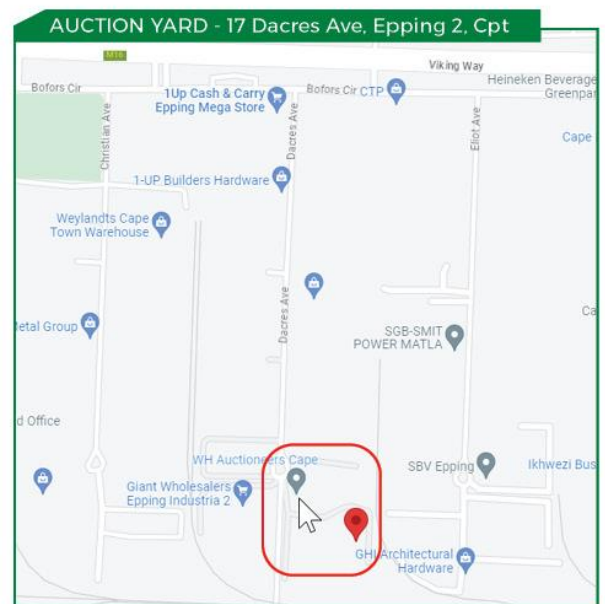 AUCTION YARD - 17 Dacres Ave, Epping 2, Cpt
M16
Viking Way
Bofors Cir
1Up Cash & Carry
Epping Mega Store
Bofors Cir
CTP
Heineken Beverage
Greenpar
Christian Ave
Dacres Ave
Eliot Ave
Cape
1-UP Builders Hardware
Weylandts Cape
Town Warehouse
Dacres Ave
Ca
etal Group
SGB-SMIT
POWER MATLA
d Office
WH Auctioneers Cape
SBV Epping
Ikhwezi Bus
Giant Wholesalers
Epping Industria 2
GHI Architectural
Hardware